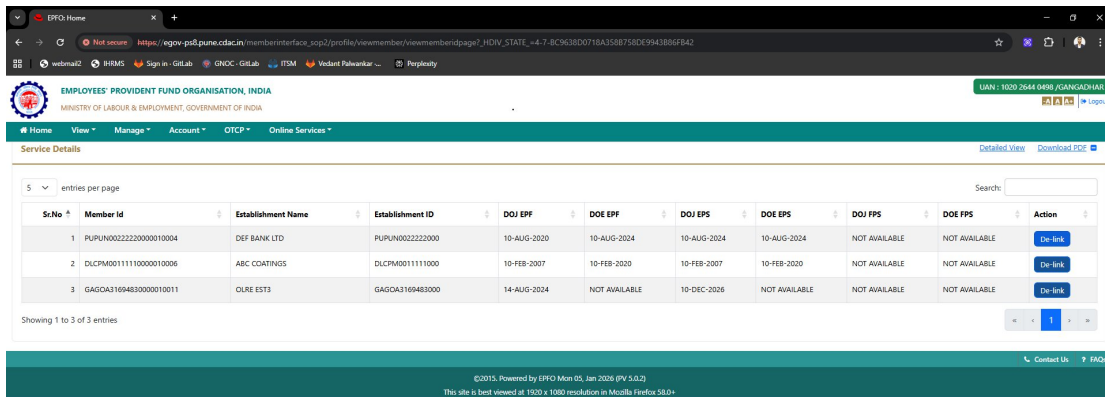 EPFO: Home
Not secure https://egov-ps8.pune.cdac.in/memberinterface_sop2/profile/viewmember/viewmemberidpage?_HDIV_STATE_=4-7-BC9638D0718A358B758DE9943B86FB42
webmail2 IHRMS Sign in · GitLab GNOC · GitLab ITSM Vedant Palwankar -... Perplexity
EMPLOYEES' PROVIDENT FUND ORGANISATION, INDIA
MINISTRY OF LABOUR & EMPLOYMENT, GOVERNMENT OF INDIA
UAN : 1020 2644 0498 /GANGADHAR
-A A A+ Logou
Home View Manage Account OTCP Online Services
Service Details Detailed View Download PDF
5 entries per page Search:
Sr.No Member Id Establishment Name Establishment ID DOJ EPF DOE EPF DOJ EPS DOE EPS DOJ FPS DOE FPS Action
1 PUPUN00222220000010004 DEF BANK LTD PUPUN0022222000 10-AUG-2020 10-AUG-2024 10-AUG-2024 10-AUG-2024 NOT AVAILABLE NOT AVAILABLE De-link
2 DLCPM00111110000010006 ABC COATINGS DLCPM0011111000 10-FEB-2007 10-FEB-2020 10-FEB-2007 10-FEB-2020 NOT AVAILABLE NOT AVAILABLE De-link
3 GAGOA31694830000010011 OLRE EST3 GAGOA3169483000 14-AUG-2024 NOT AVAILABLE 10-DEC-2026 NOT AVAILABLE NOT AVAILABLE NOT AVAILABLE De-link
Showing 1 to 3 of 3 entries « ‹ 1 › »
Contact Us ? FAQs
©2015. Powered by EPFO Mon 05, Jan 2026 (PV 5.0.2)
This site is best viewed at 1920 x 1080 resolution in Mozilla Firefox 58.0+